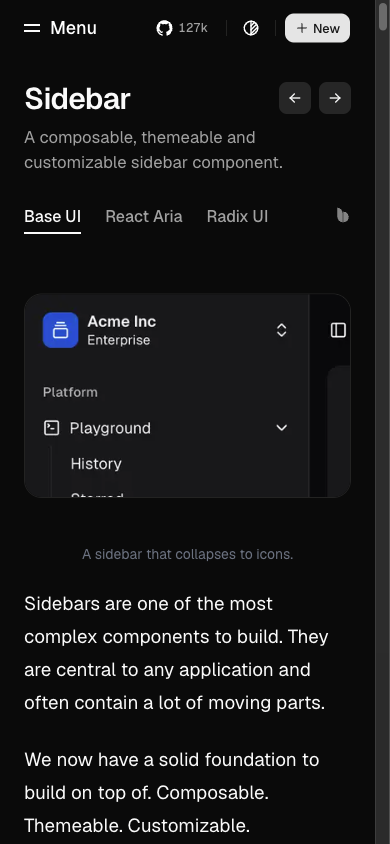 Menu
127k
New
Sidebar
A composable, themeable and
customizable sidebar component.
Base UI
React Aria
Radix UI
Acme Inc
Enterprise
Platform
Playground
History
Starred
A sidebar that collapses to icons.
Sidebars are one of the most
complex components to build. They
are central to any application and
often contain a lot of moving parts.
We now have a solid foundation to
build on top of. Composable.
Themeable. Customizable.